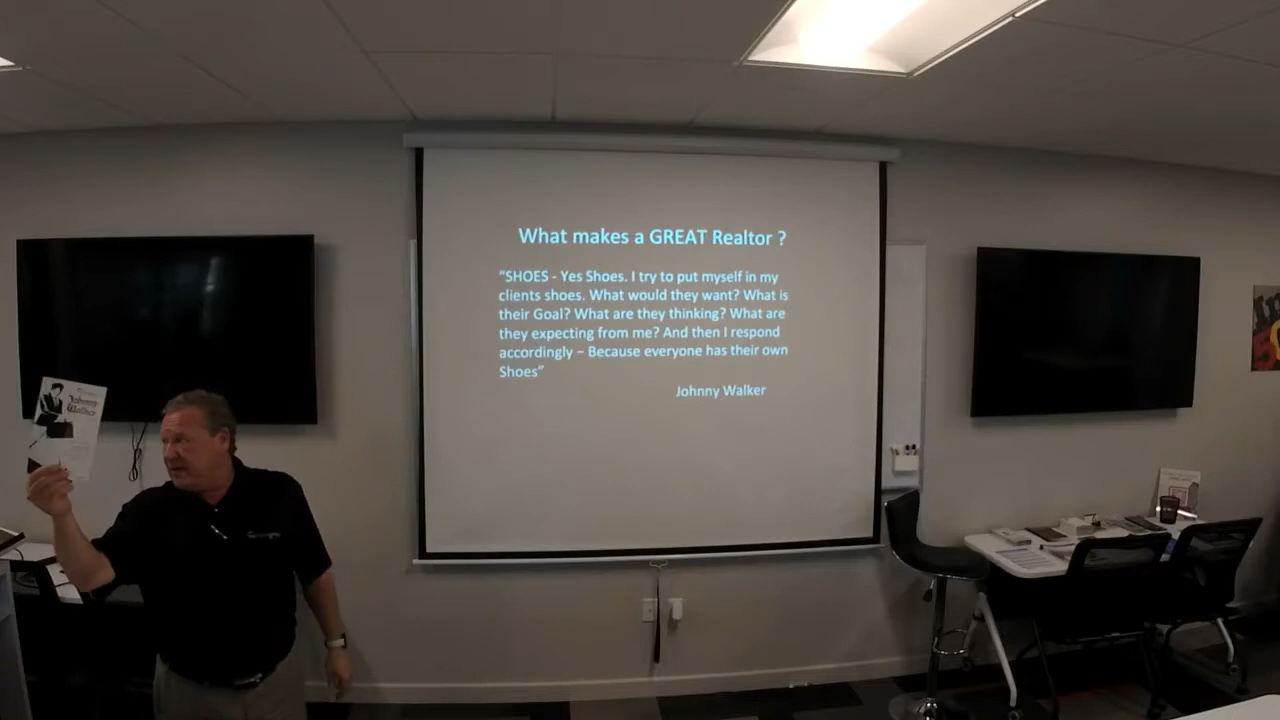 What makes a GREAT Realtor ?
"SHOES - Yes Shoes. I try to put myself in my
clients shoes. What would they want? What is
their Goal? What are they thinking? What are
they expecting from me? And then I respond
accordingly – Because everyone has their own
Shoes"
Johnny Walker
Johnny
Walker